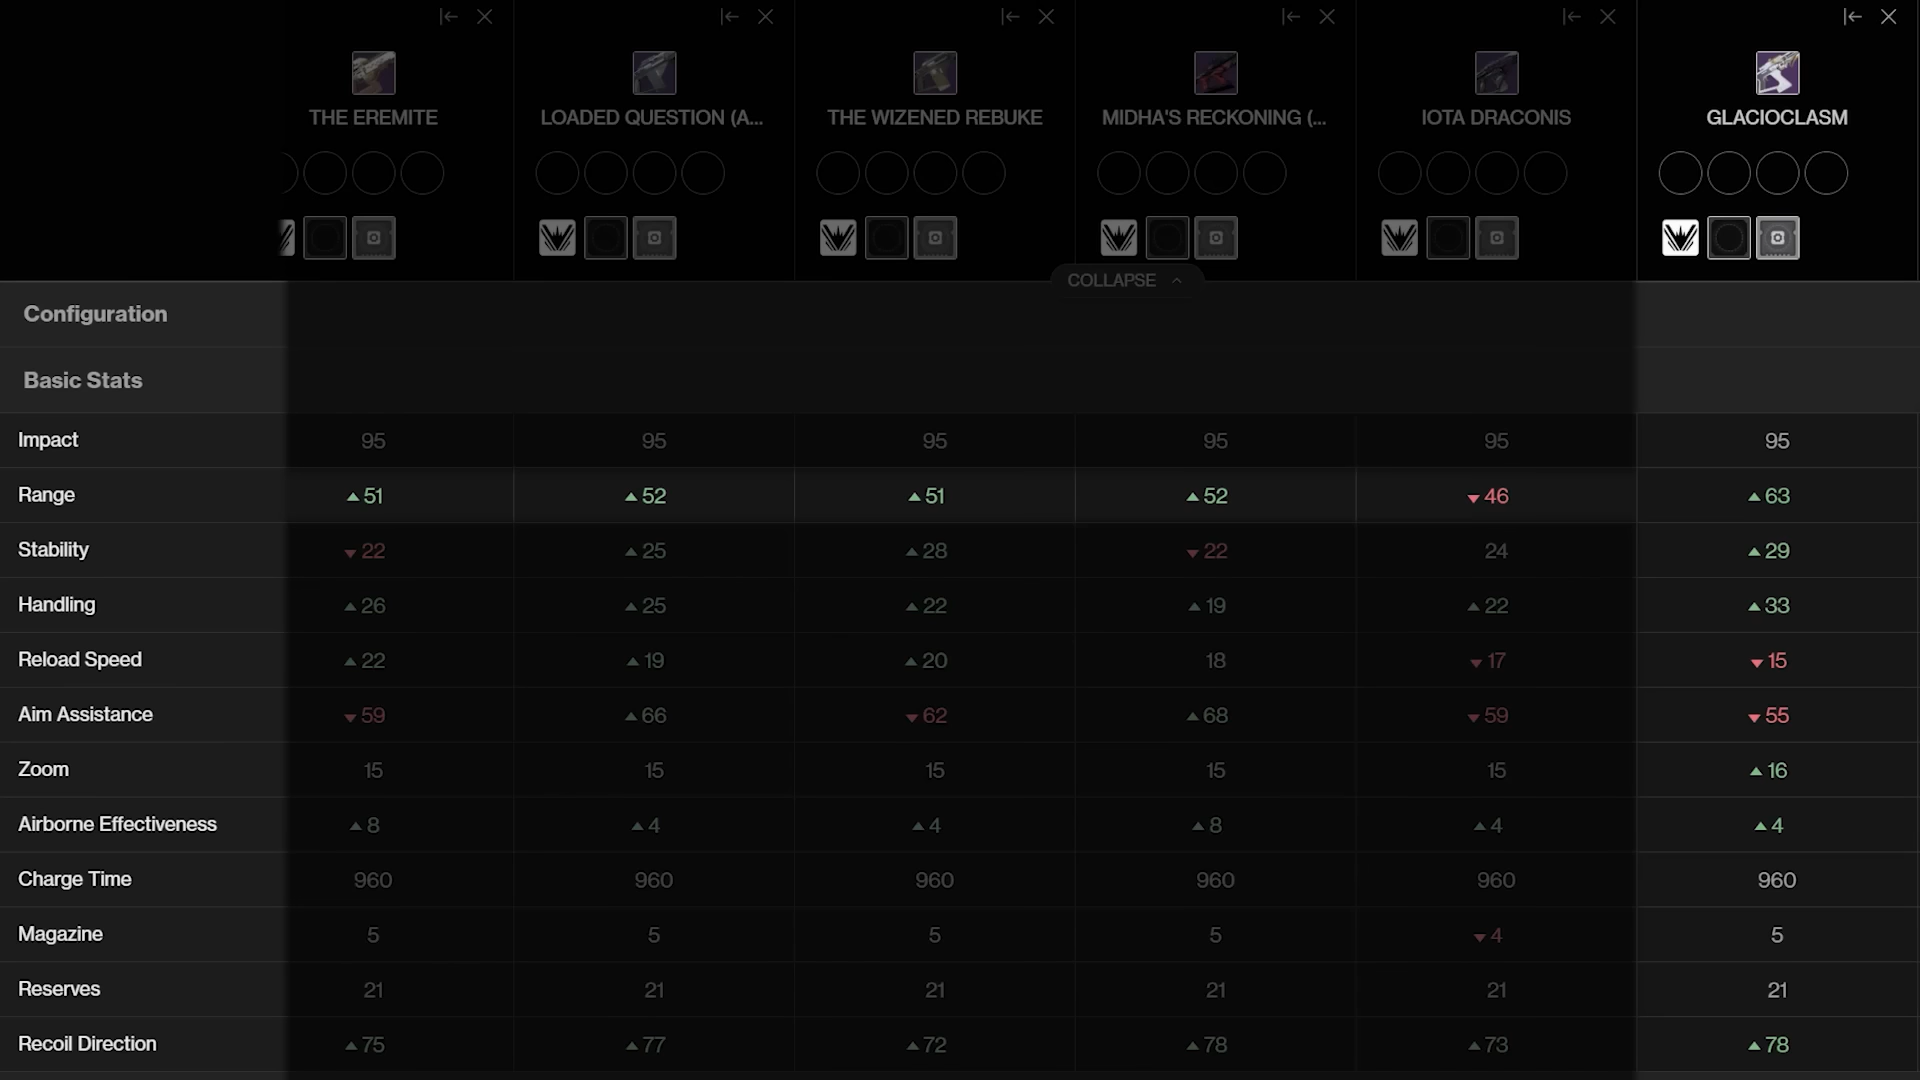 THE EREMITE LOADED QUESTION (A... THE WIZENED REBUKE MIDHA'S RECKONING (... IOTA DRACONIS GLACIOCLASM
COLLAPSE
Configuration
Basic Stats
Impact 95 95 95 95 95 95
Range 51 52 51 52 46 63
Stability 22 25 28 22 24 29
Handling 26 25 22 19 22 33
Reload Speed 22 19 20 18 17 15
Aim Assistance 59 66 62 68 59 55
Zoom 15 15 15 15 15 16
Airborne Effectiveness 8 4 4 8 4 4
Charge Time 960 960 960 960 960 960
Magazine 5 5 5 5 4 5
Reserves 21 21 21 21 21 21
Recoil Direction 75 77 72 78 73 78